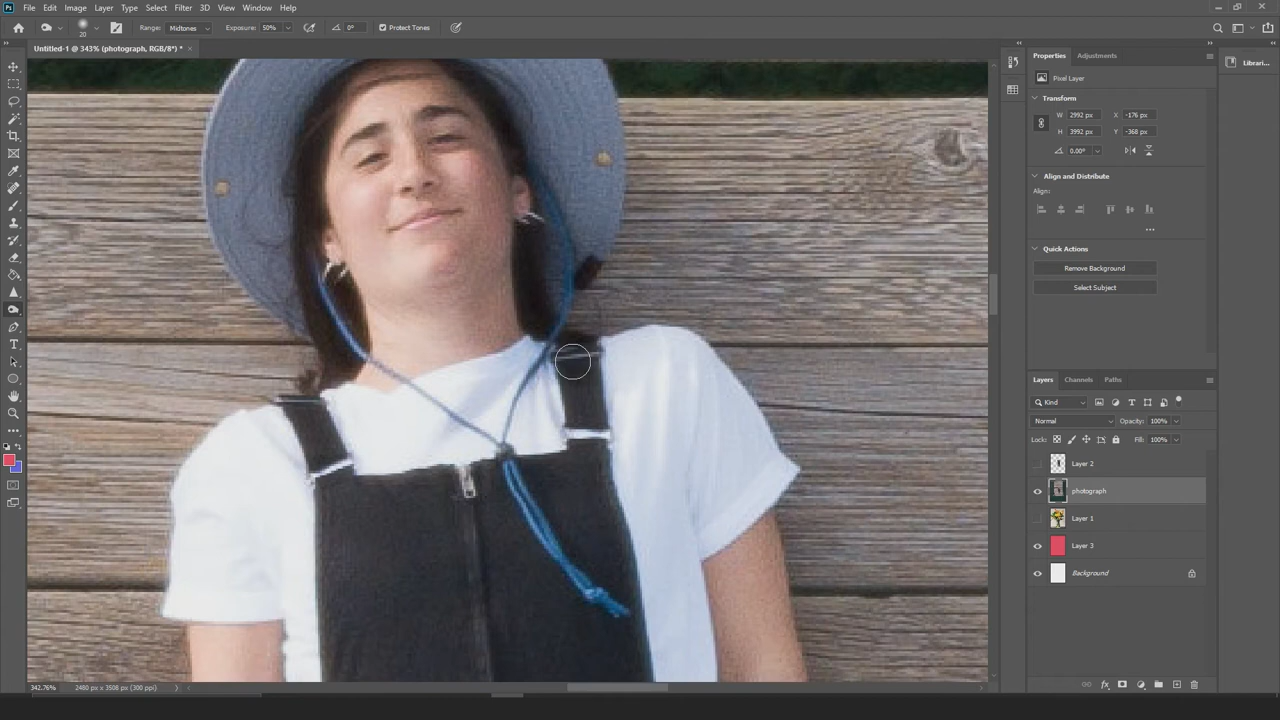 Ps File Edit Image Layer Type Select Filter 3D View Window Help
20 Range: Midtones Exposure: 50% 0° Protect Tones
Untitled-1 @ 343% (photograph, RGB/8*) * ×
Properties Adjustments
Librari...
Pixel Layer
Transform
W 2992 px X -176 px
H 3992 px Y -368 px
0.00°
Align and Distribute
Align:
Quick Actions
Remove Background
Select Subject
Layers Channels Paths
Kind
Normal Opacity: 100%
Lock: Fill: 100%
Layer 2
photograph
Layer 1
Layer 3
Background
342.76% 2480 px x 3508 px (300 ppi)